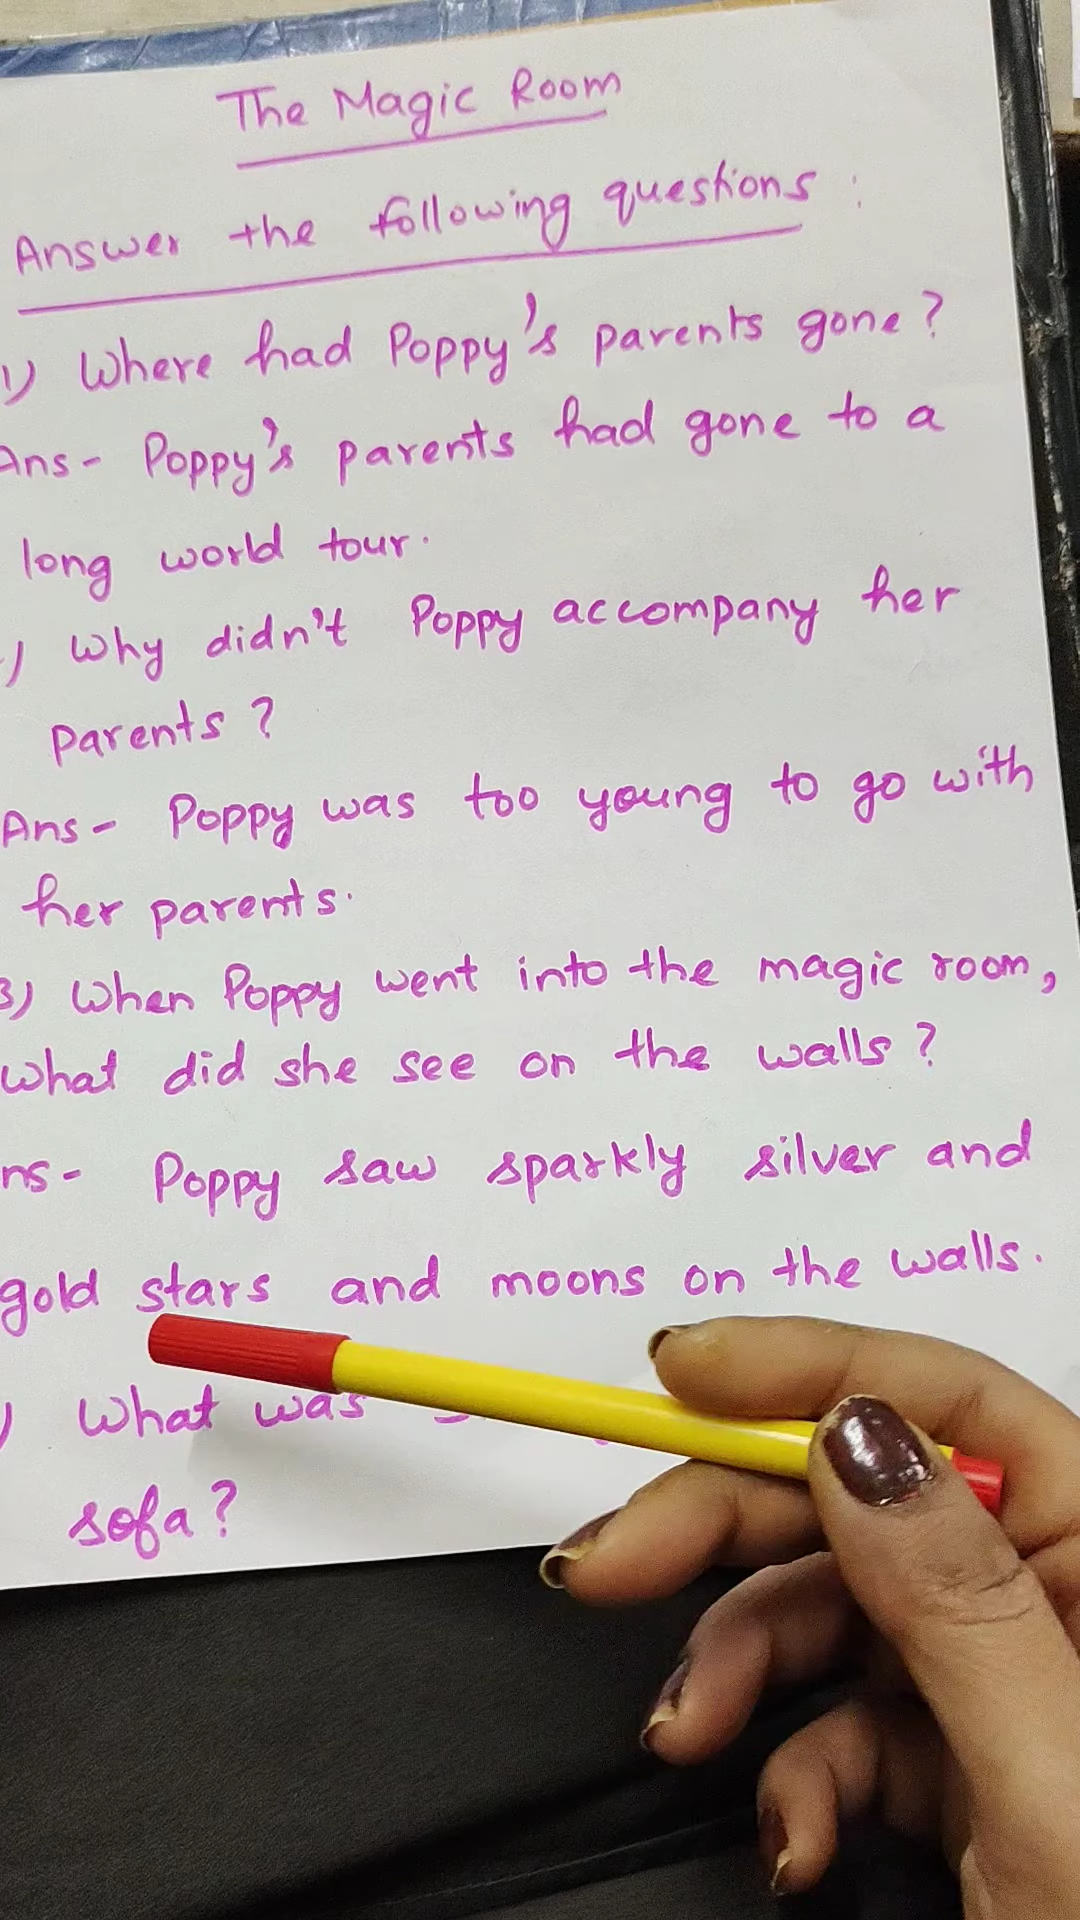 The Magic Room
Answer the following questions :
1) Where had Poppy's parents gone?
Ans- Poppy's parents had gone to a
long world tour.
) Why didn't Poppy accompany her
parents?
Ans- Poppy was too young to go with
her parents.
3) When Poppy went into the magic room,
what did she see on the walls?
ns- Poppy saw sparkly silver and
gold stars and moons on the walls.
) What was
sofa?